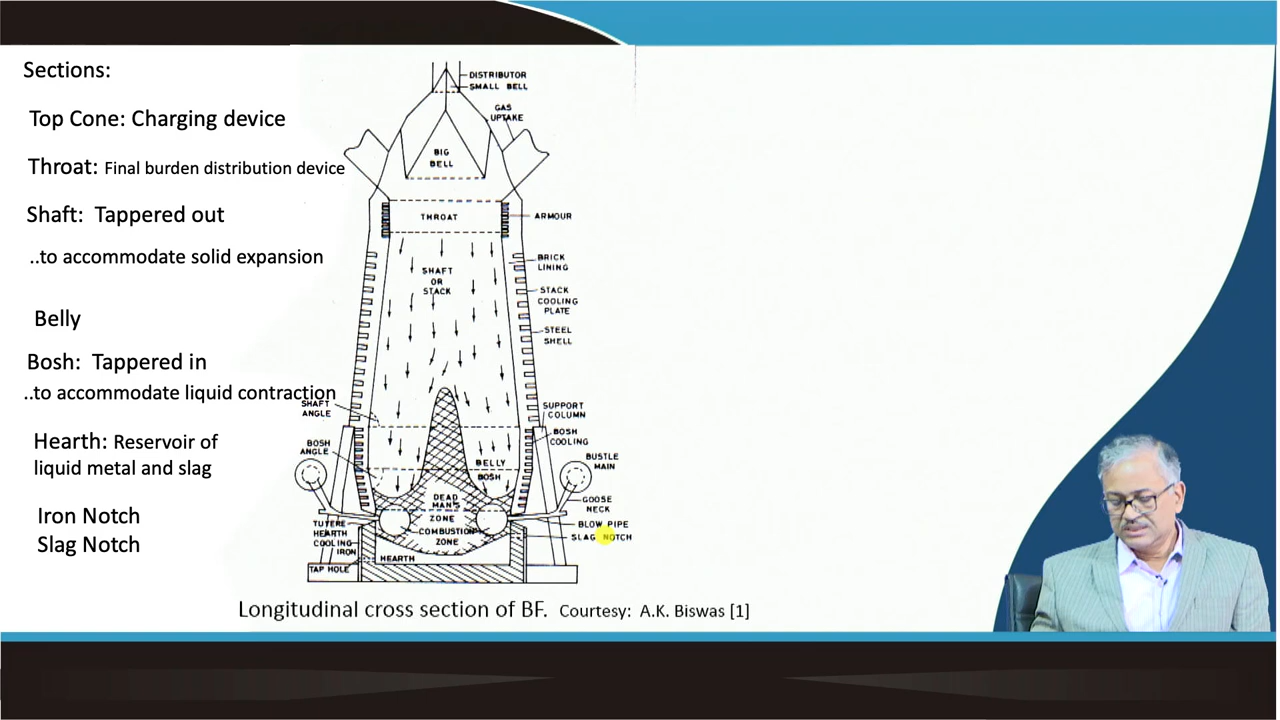 Sections:
Top Cone: Charging device
Throat: Final burden distribution device
Shaft: Tappered out
..to accommodate solid expansion
Belly
Bosh: Tappered in
..to accommodate liquid contraction
Hearth: Reservoir of
liquid metal and slag
Iron Notch
Slag Notch
DISTRIBUTOR
SMALL BELL
GAS
UPTAKE
BIG
BELL
THROAT
ARMOUR
SHAFT
OR
STACK
BRICK
LINING
STACK
COOLING
PLATE
STEEL
SHELL
SHAFT
ANGLE
SUPPORT
COLUMN
BOSH
COOLING
BOSH
ANGLE
BELLY
BUSTLE
MAIN
BOSH
DEAD
MAN'S
ZONE
GOOSE
NECK
BLOW PIPE
SLAG NOTCH
COMBUSTION
ZONE
TUYERE
HEARTH
COOLING
IRON
TAP HOLE
HEARTH
Longitudinal cross section of BF. Courtesy: A.K. Biswas [1]